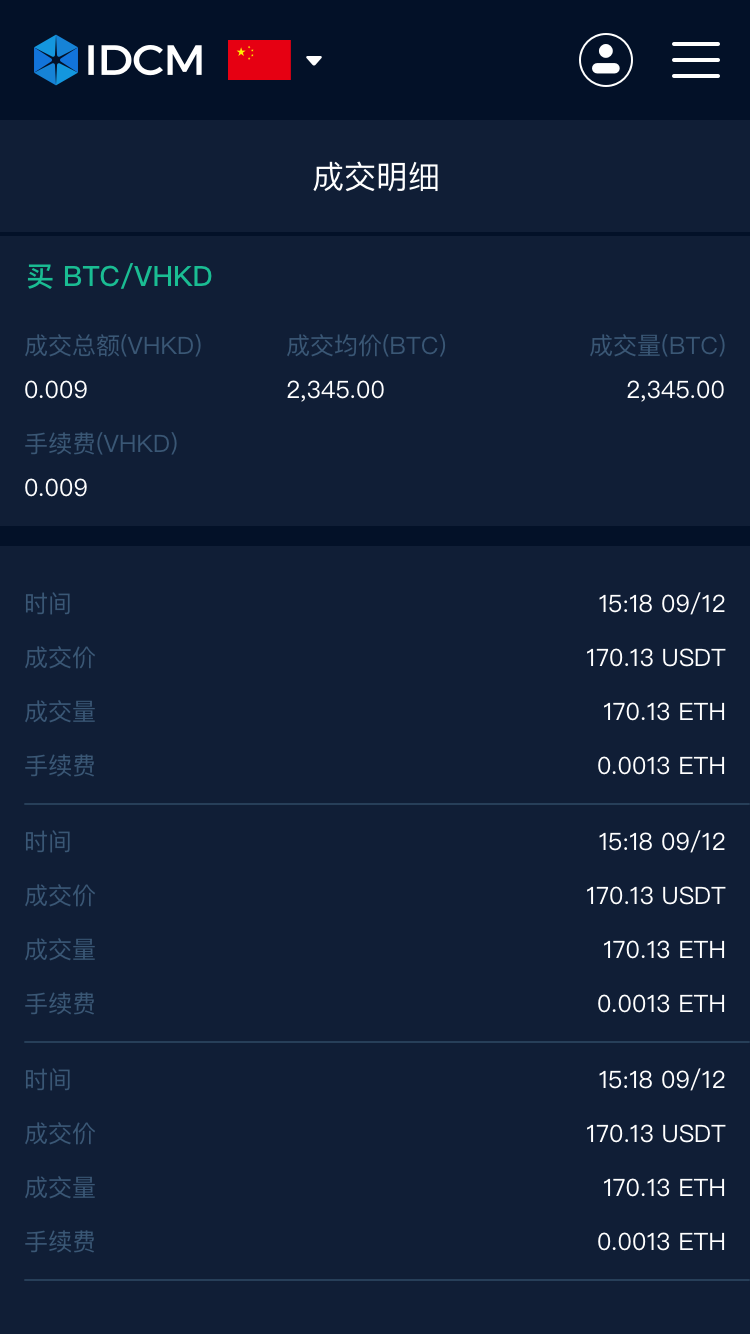 IDCM
成交明细
买 BTC/VHKD
成交总额(VHKD) 成交均价(BTC) 成交量(BTC)
0.009 2,345.00 2,345.00
手续费(VHKD)
0.009
时间 15:18 09/12
成交价 170.13 USDT
成交量 170.13 ETH
手续费 0.0013 ETH
时间 15:18 09/12
成交价 170.13 USDT
成交量 170.13 ETH
手续费 0.0013 ETH
时间 15:18 09/12
成交价 170.13 USDT
成交量 170.13 ETH
手续费 0.0013 ETH